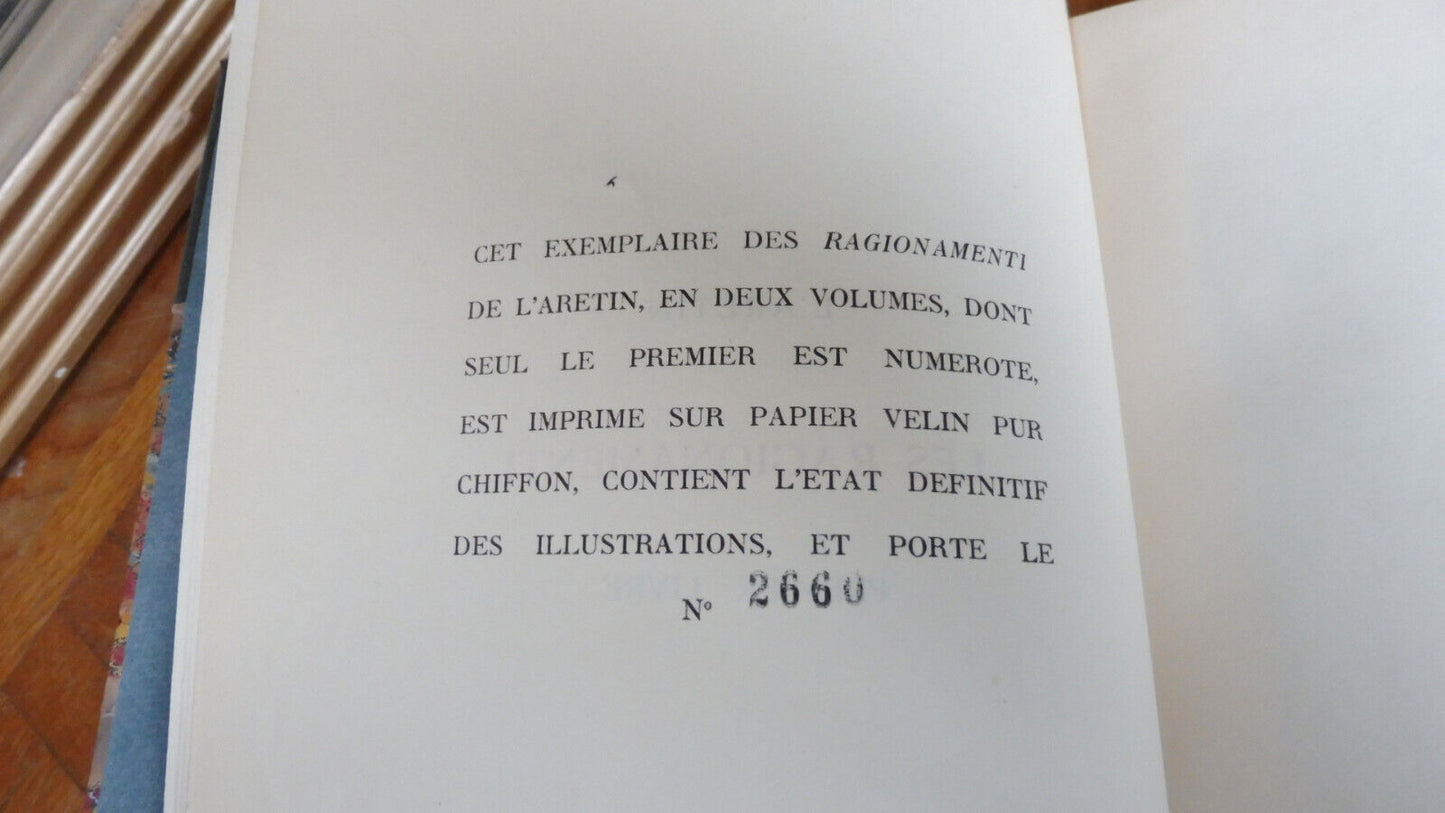 CET EXEMPLAIRE DES RAGIONAMENTI
DE L'ARETIN, EN DEUX VOLUMES, DONT
SEUL LE PREMIER EST NUMEROTE,
EST IMPRIME SUR PAPIER VELIN PUR
CHIFFON, CONTIENT L'ETAT DEFINITIF
DES ILLUSTRATIONS, ET PORTE LE
Nº 2660